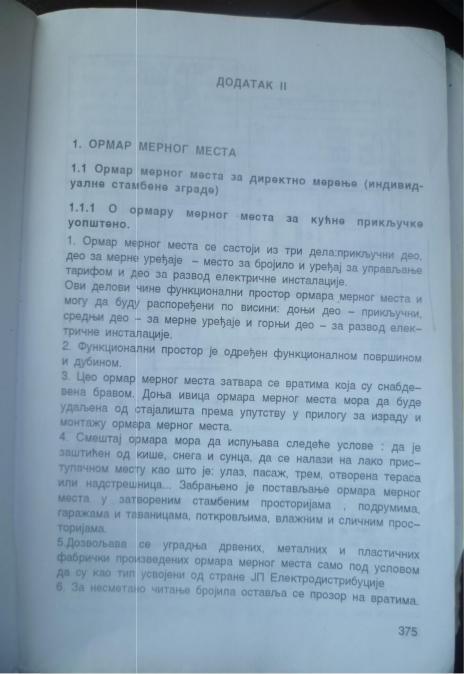 ДОДАТАК II
1. ОРМАР МЕРНОГ МЕСТА
1.1 Ормар мерног места за директно мерење (индивид-
уалне стамбене зграде)
1.1.1 О ормару мерног места за кућне прикључке
уопштено.
1. Ормар мерног места се састоји из три дела:прикључни део,
део за мерне уређаје – место за бројило и уређај за управљање
тарифом и део за развод електричне инсталације.
Ови делови чине функционални простор ормара мерног места и
могу да буду распоређени по висини: доњи део – прикључни,
средњи део – за мерне уређаје и горњи део – за развод елек-
тричне инсталације.
2. Функционални простор је одређен функционалном површином
и дубином.
3. Цео ормар мерног места затвара се вратима која су снабде-
вена бравом. Доња ивица ормара мерног места мора да буде
удаљена од стајалишта према упутству у прилогу за израду и
монтажу ормара мерног места.
4. Смештај ормара мора да испуњава следеће услове : да је
заштићен од кише, снега и сунца, да се налази на лако прис-
тупачном месту као што је: улаз, пасаж, трем, отворена тераса
или надстрешница... Забрањено је постављање ормара мерног
места у затвореним стамбеним просторијама , подрумима,
гаражама и таваницама, поткровљима, влажним и сличним прос-
торијама.
5.Дозвољава се уградња дрвених, металних и пластичних
фабрички произведених ормара мерног места само под условом
да су као тип усвојени од стране ЈП Електродистрибуције
6. За несметано читање бројила оставља се прозор на вратима.
375